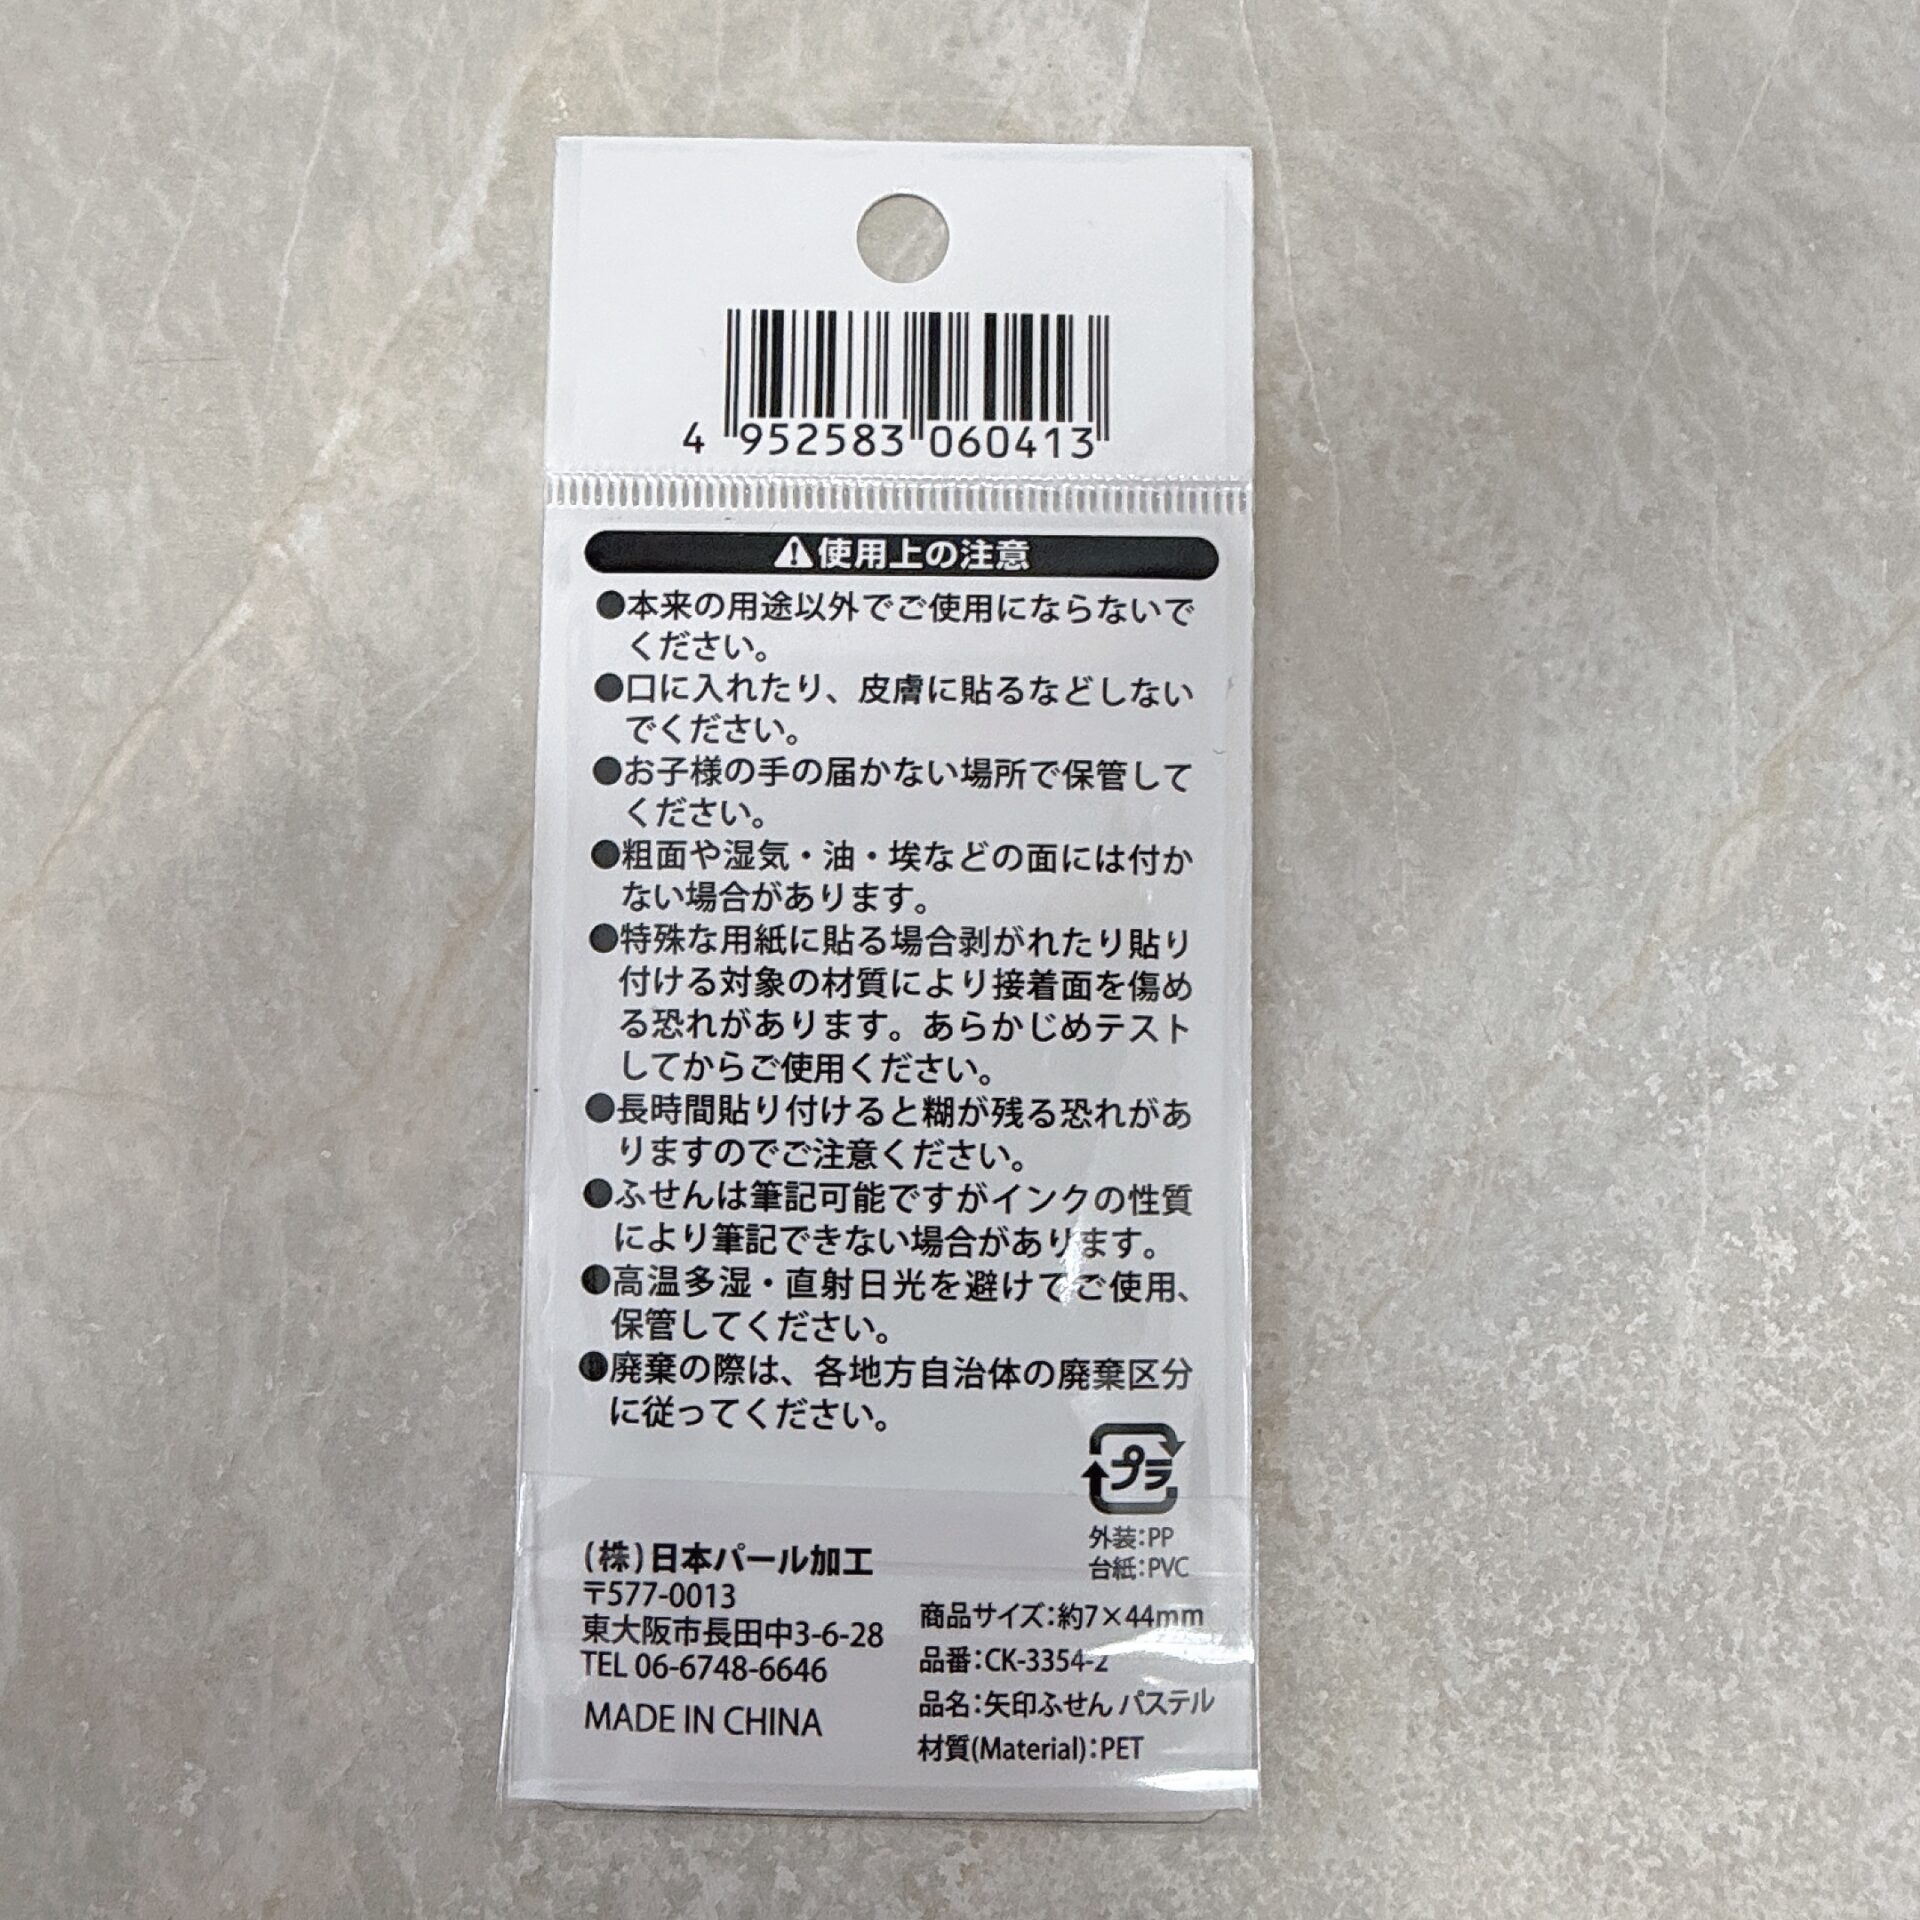 4 952583 060413
⚠使用上の注意
●本来の用途以外でご使用にならないで
ください。
●口に入れたり、皮膚に貼るなどしない
でください。
●お子様の手の届かない場所で保管して
ください。
●粗面や湿気・油・埃などの面には付か
ない場合があります。
●特殊な用紙に貼る場合剥がれたり貼り
付ける対象の材質により接着面を傷め
る恐れがあります。あらかじめテスト
してからご使用ください。
●長時間貼り付けると糊が残る恐れがあ
りますのでご注意ください。
●ふせんは筆記可能ですがインクの性質
により筆記できない場合があります。
●高温多湿・直射日光を避けてご使用、
保管してください。
●廃棄の際は、各地方自治体の廃棄区分
に従ってください。
プラ
外装:PP
台紙:PVC
(株)日本パール加工
〒577-0013
東大阪市長田中3-6-28
TEL 06-6748-6646
MADE IN CHINA
商品サイズ:約7×44mm
品番:CK-3354-2
品名:矢印ふせん パステル
材質(Material):PET